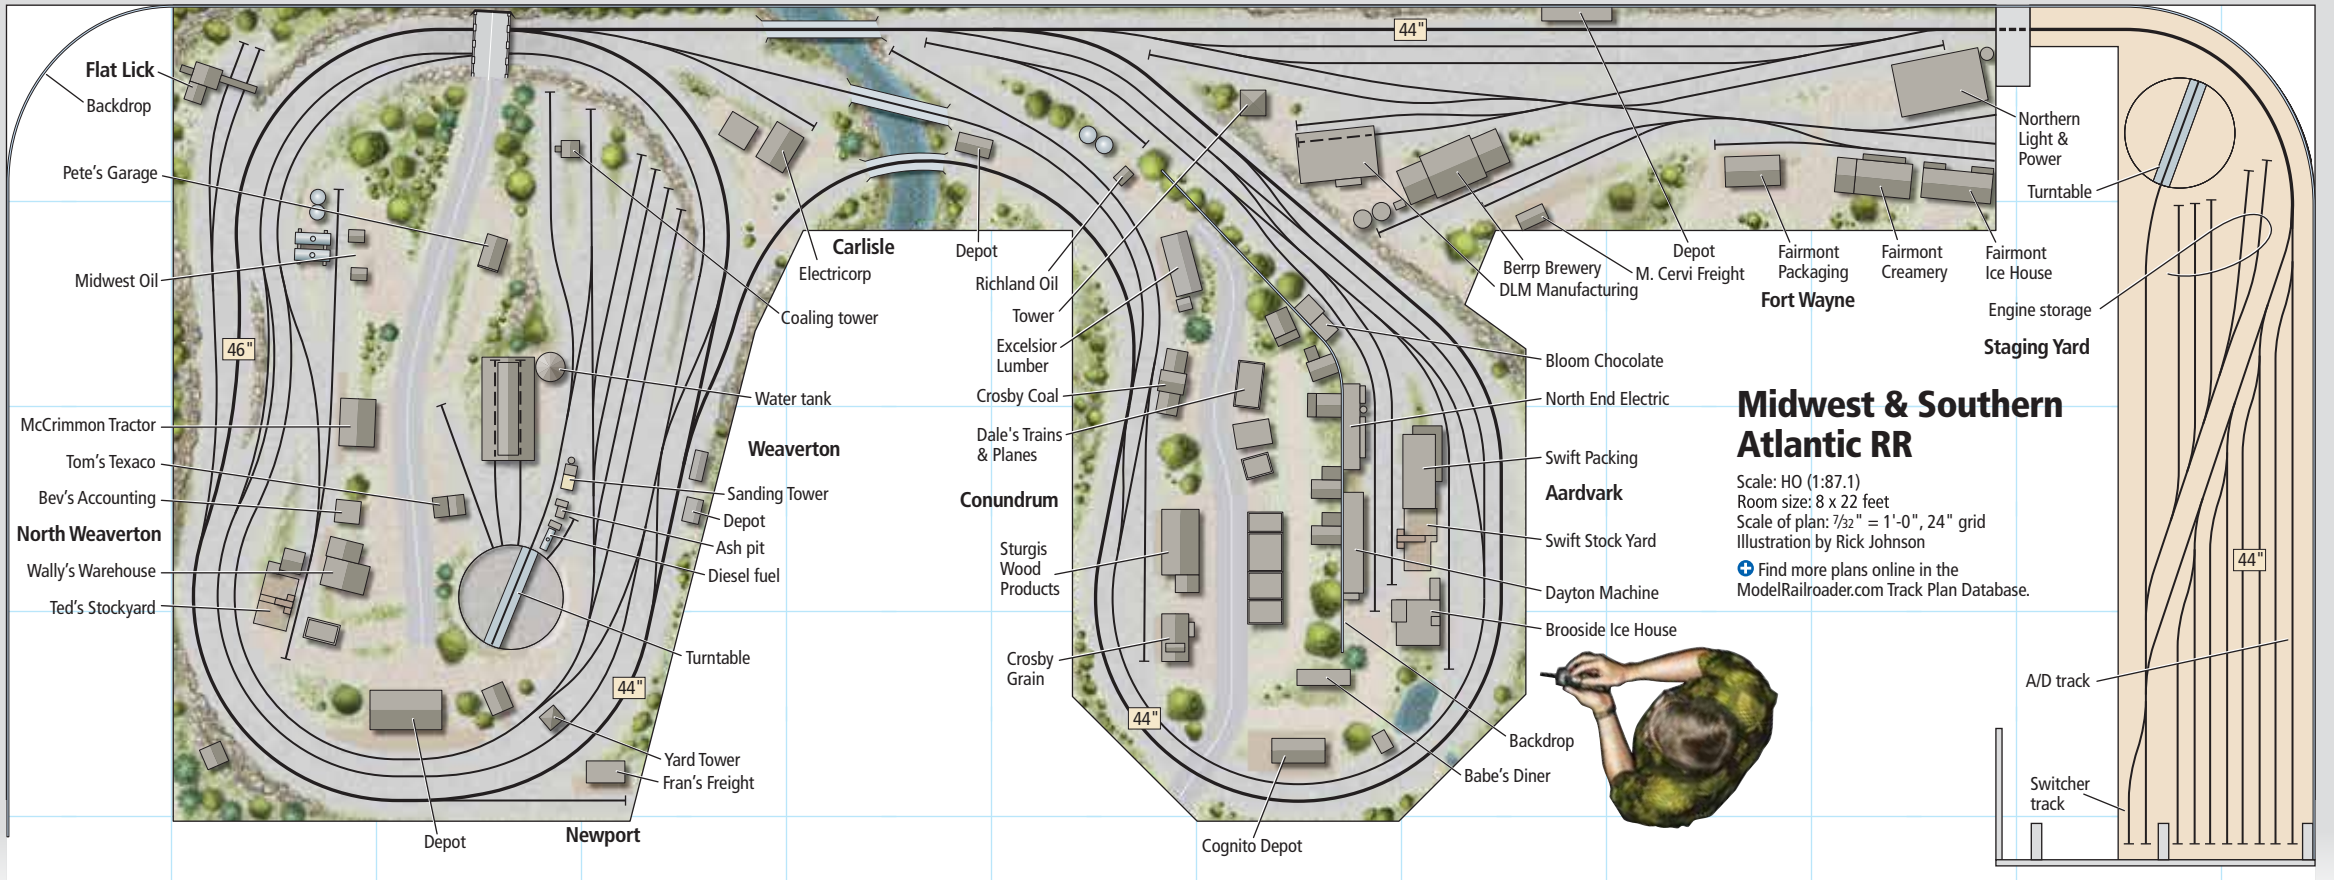 44"
Flat Lick
Backdrop
Pete's Garage
Midwest Oil
46"
McCrimmon Tractor
Tom's Texaco
Bev's Accounting
North Weaverton
Wally's Warehouse
Ted's Stockyard
Depot
Newport
Carlisle
Electricorp
Coaling tower
Water tank
Weaverton
Sanding Tower
Depot
Ash pit
Diesel fuel
Turntable
44"
Yard Tower
Fran's Freight
Depot
Richland Oil
Tower
Excelsior
Lumber
Crosby Coal
Dale's Trains
& Planes
Conundrum
Sturgis
Wood
Products
Crosby
Grain
44"
Cognito Depot
Berrp Brewery
DLM Manufacturing
M. Cervi Freight
Depot
Fairmont
Packaging
Fort Wayne
Fairmont
Creamery
Fairmont
Ice House
Bloom Chocolate
North End Electric
Swift Packing
Aardvark
Swift Stock Yard
Dayton Machine
Brooside Ice House
Backdrop
Babe's Diner
Northern
Light &
Power
Turntable
Engine storage
Staging Yard
Midwest & Southern
Atlantic RR
Scale: HO (1:87.1)
Room size: 8 x 22 feet
Scale of plan: 7/32" = 1'-0", 24" grid
Illustration by Rick Johnson
Find more plans online in the
ModelRailroader.com Track Plan Database.
44"
A/D track
Switcher
track